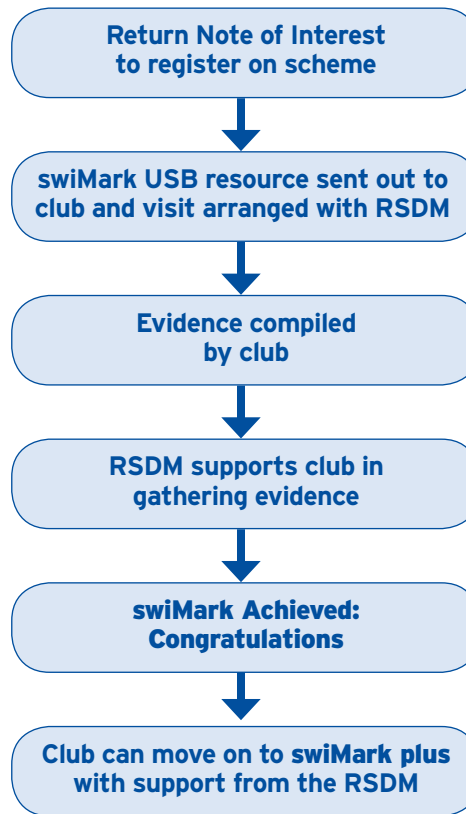 Return Note of Interest
to register on scheme
swiMark USB resource sent out to
club and visit arranged with RSDM
Evidence compiled
by club
RSDM supports club in
gathering evidence
swiMark Achieved:
Congratulations
Club can move on to swiMark plus
with support from the RSDM